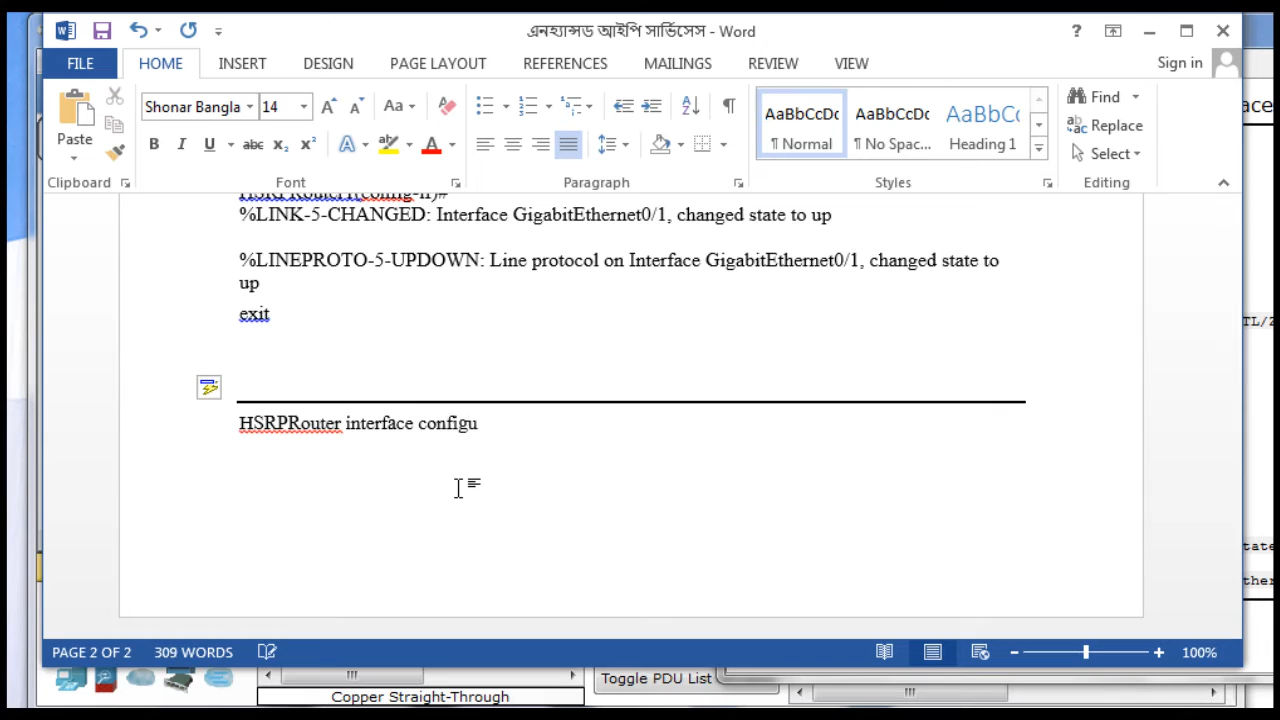 এনহ্যান্সড আইপি সার্ভিসেস - Word
Sign in
FILE HOME INSERT DESIGN PAGE LAYOUT REFERENCES MAILINGS REVIEW VIEW
Shonar Bangla 14
Paste
AaBbCcDc AaBbCcDc AaBbCc
¶ Normal ¶ No Spac... Heading 1
Find
Replace
Select
Clipboard Font Paragraph Styles Editing
%LINK-5-CHANGED: Interface GigabitEthernet0/1, changed state to up
%LINEPROTO-5-UPDOWN: Line protocol on Interface GigabitEthernet0/1, changed state to
up
exit
HSRPRouter interface configu
PAGE 2 OF 2 309 WORDS 100%
Toggle PDU List
Copper Straight-Through